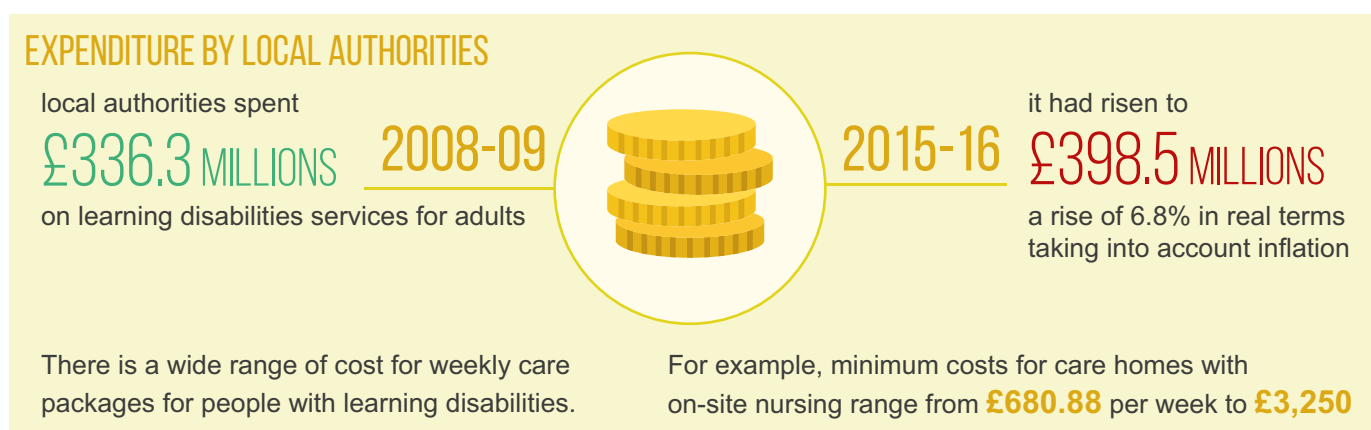 EXPENDITURE BY LOCAL AUTHORITIES
local authorities spent
£336.3 MILLIONS
on learning disabilities services for adults
2008-09
2015-16
it had risen to
£398.5 MILLIONS
a rise of 6.8% in real terms
taking into account inflation
There is a wide range of cost for weekly care
packages for people with learning disabilities.
For example, minimum costs for care homes with
on-site nursing range from £680.88 per week to £3,250